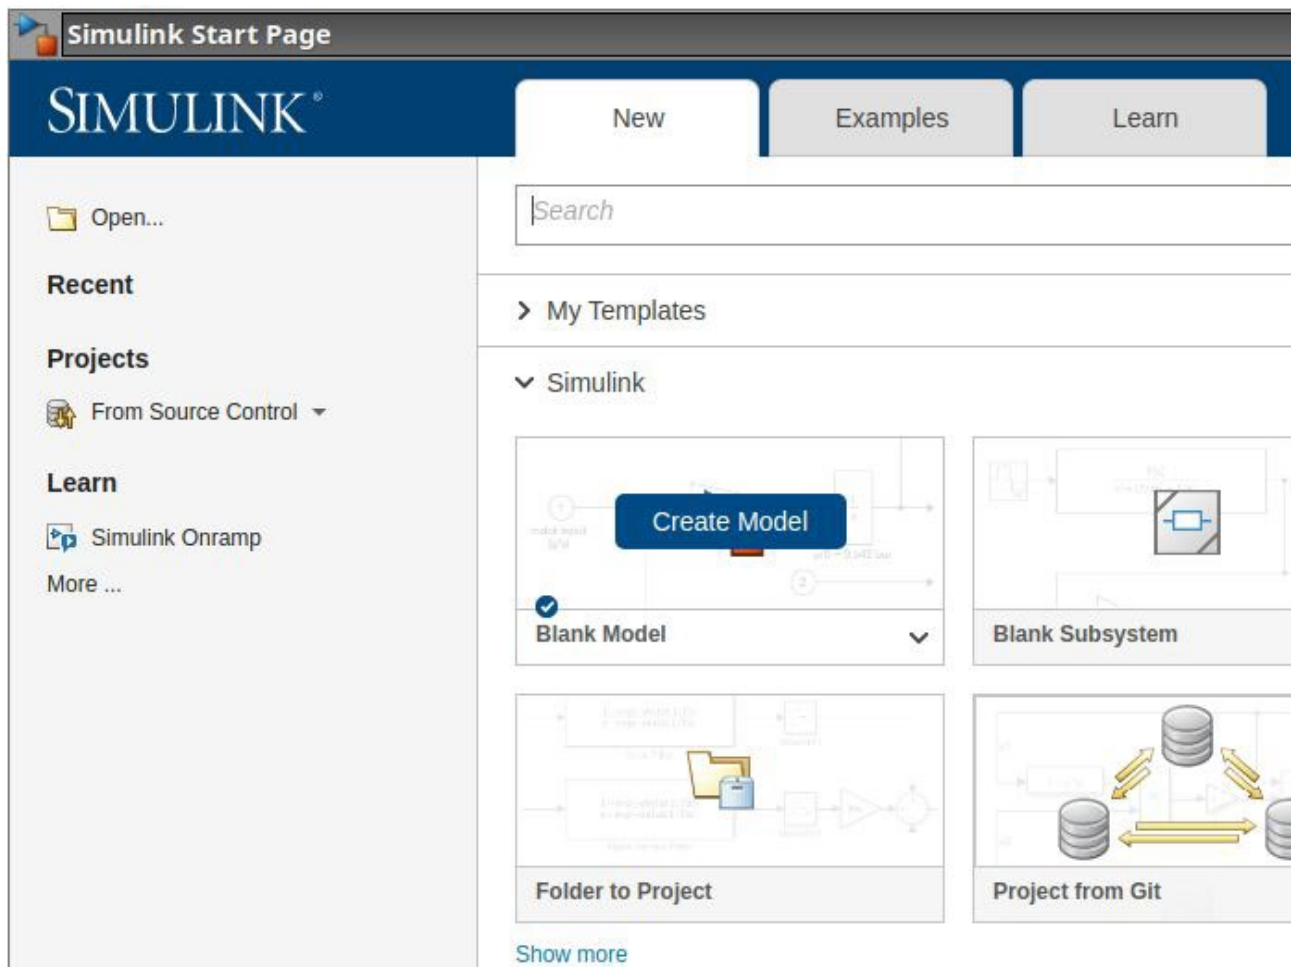 Simulink Start Page
SIMULINK®
New
Examples
Learn
Open...
Recent
Projects
From Source Control
Learn
Simulink Onramp
More ...
Search
My Templates
Simulink
Create Model
2
Blank Model
Blank Subsystem
Folder to Project
Project from Git
Show more